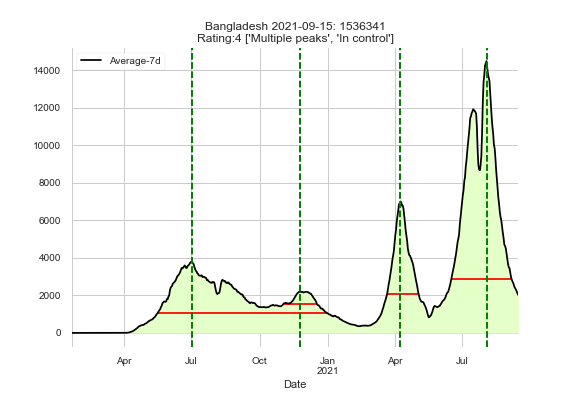 Bangladesh 2021-09-15: 1536341
Rating:4 ['Multiple peaks', 'In control']
Average-7d
14000
12000
10000
8000
6000
4000
2000
0
Apr
Jul
Oct
Jan
2021
Apr
Jul
Date